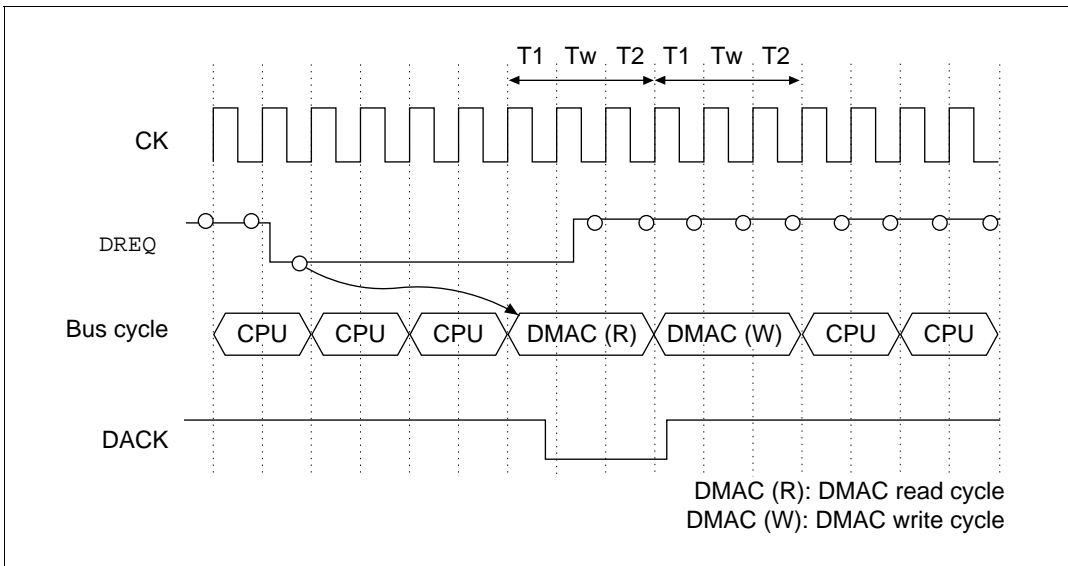 T1 Tw T2 T1 Tw T2
CK
DREQ
Bus cycle CPU CPU CPU DMAC (R) DMAC (W) CPU CPU
DACK
DMAC (R): DMAC read cycle
DMAC (W): DMAC write cycle